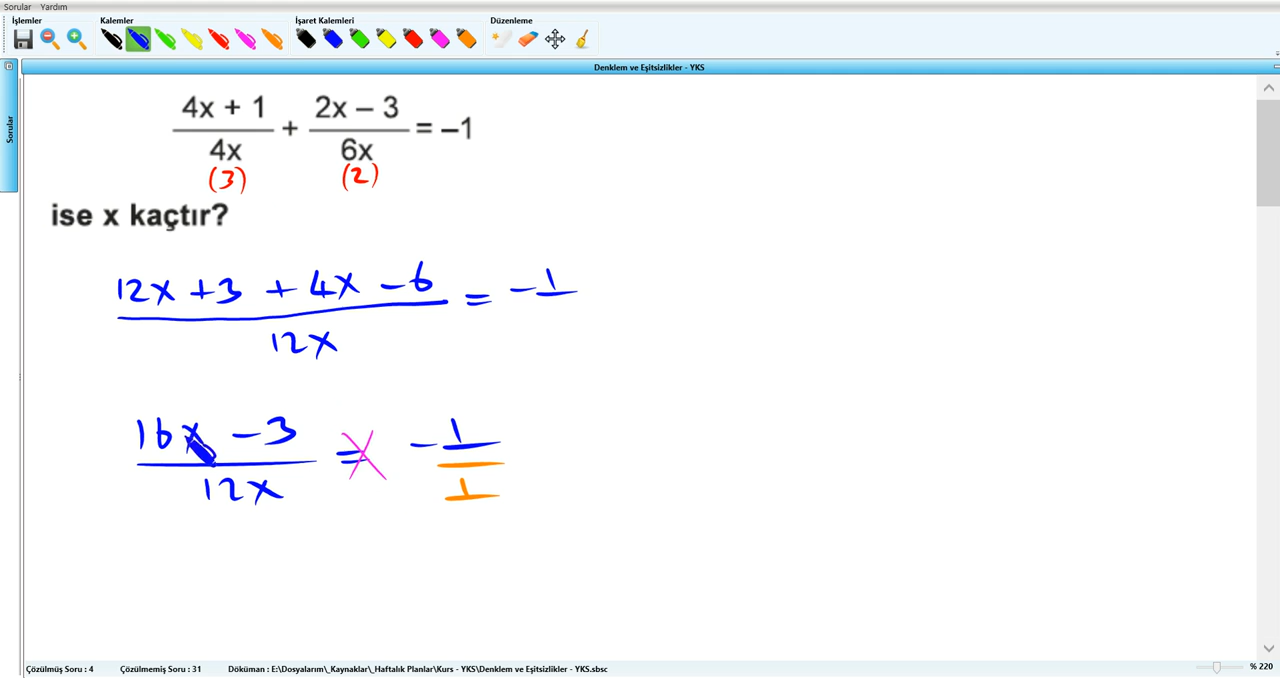 Sorular Yardım
İşlemler Kalemler İşaret Kalemleri Düzenleme
Denklem ve Eşitsizlikler - YKS
Sorular
4x + 1 2x – 3
+ = –1
4x 6x
(3) (2)
ise x kaçtır?
12x + 3 + 4x - 6 = -1
12x
16x - 3 = -1
12x 1
Çözülmüş Soru : 4 Çözülmemiş Soru : 31 Döküman : E:\Dosyalarım\_Kaynaklar\_Haftalık Planlar\Kurs - YKS\Denklem ve Eşitsizlikler - YKS.sbsc % 220